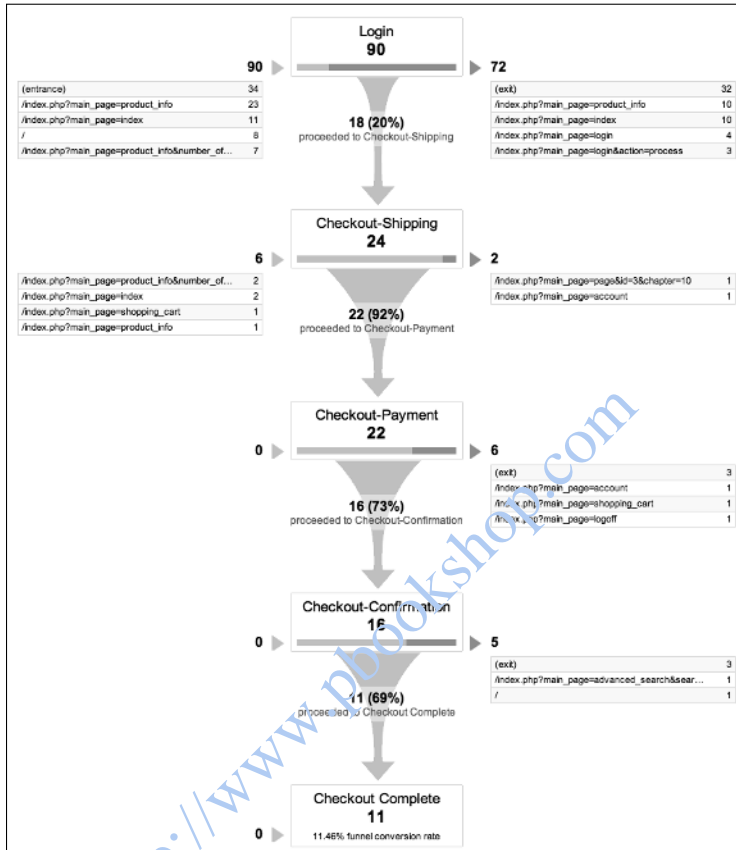 Login
90
90
72
(entrance) 34
/index.php?main_page=product_info 23
/index.php?main_page=index 11
/ 8
/index.php?main_page=product_info&number_of... 7
(exit) 32
/index.php?main_page=product_info 10
/index.php?main_page=index 10
/index.php?main_page=login 4
/index.php?main_page=login&action=process 3
18 (20%)
proceeded to Checkout-Shipping
Checkout-Shipping
24
6
2
/index.php?main_page=product_info&number_of... 2
/index.php?main_page=index 2
/index.php?main_page=shopping_cart 1
/index.php?main_page=product_info 1
/index.php?main_page=page&id=3&chapter=10 1
/index.php?main_page=account 1
22 (92%)
proceeded to Checkout-Payment
Checkout-Payment
22
0
6
(exit) 3
/index.php?main_page=account 1
/index.php?main_page=shopping_cart 1
/index.php?main_page=logoff 1
16 (73%)
proceeded to Checkout-Confirmation
Checkout-Confirmation
16
0
5
(exit) 3
/index.php?main_page=advanced_search&sear... 1
/ 1
11 (69%)
proceeded to Checkout Complete
Checkout Complete
11
0
11.46% funnel conversion rate
://www.pbookshop.com